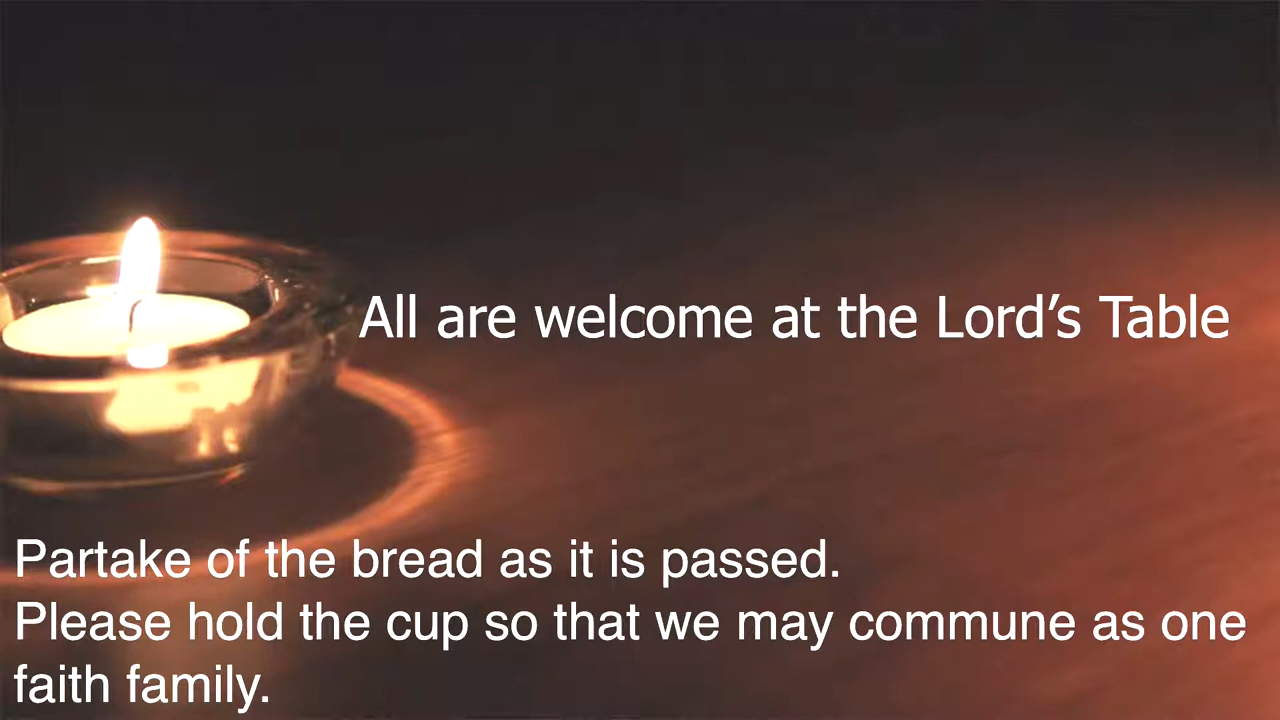 All are welcome at the Lord’s Table
Partake of the bread as it is passed.
Please hold the cup so that we may commune as one
faith family.